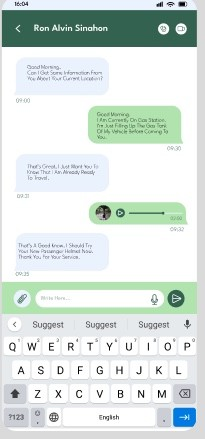 16:04
Ron Alvin Sinahon
Good Morning,
Can I Get Some Information From
You About Your Current Location?
09:00
Good Morning,
I Am Currently On Gas Station.
I'm Just Filling Up The Gas Tank
Of My Vehicle Before Coming To
You.
09:30
That's Great, I Just Want You To
Know That I Am Already Ready
To Travel.
09:31
09:32
That's A Good Know, I Should Try
Your New Passenger Helmet Now.
Thank You For Your Service.
09:35
Write Here...
Suggest Suggest Suggest
Q W E R T Y U I O P
A S D F G H J K L
Z X C V B N M
?123 English .